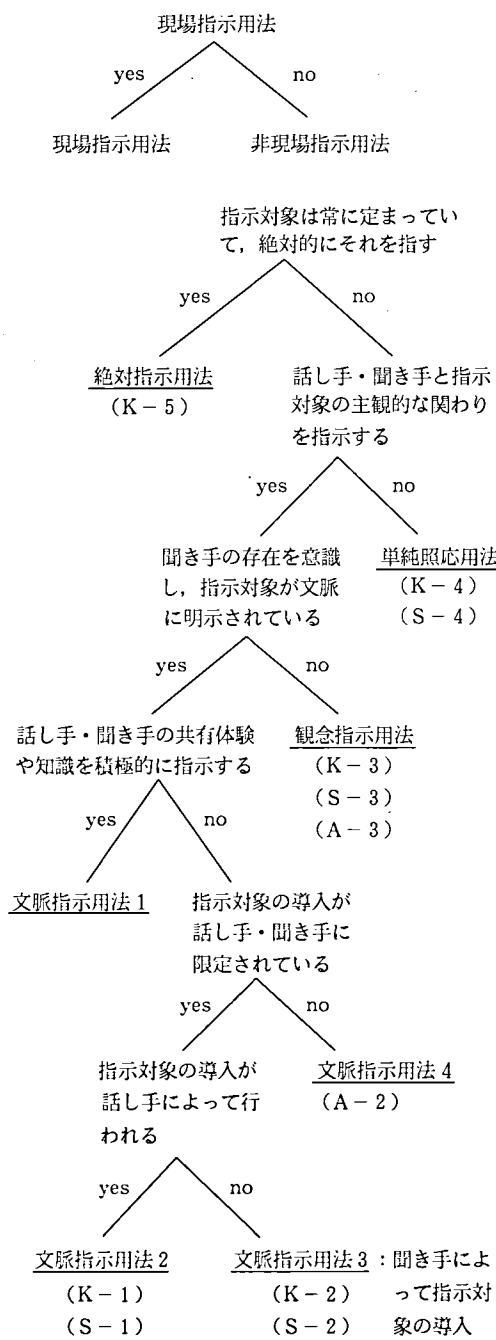 現場指示用法
yes no
現場指示用法 非現場指示用法
指示対象は常に定まってい
て，絶対的にそれを指す
yes no
絶対指示用法 話し手・聞き手と指示
(K－5) 対象の主観的な関わり
を指示する
yes no
聞き手の存在を意識 単純照応用法
し，指示対象が文脈 (K－4)
に明示されている (S－4)
yes no
話し手・聞き手の共有体験 観念指示用法
や知識を積極的に指示する (K－3)
(S－3)
yes no (A－3)
文脈指示用法1 指示対象の導入が
話し手・聞き手に
限定されている
yes no
指示対象の導入が 文脈指示用法4
話し手によって行 (A－2)
われる
yes no
文脈指示用法2 文脈指示用法3：聞き手によ
(K－1) (K－2) って指示対
(S－1) (S－2)象の導入